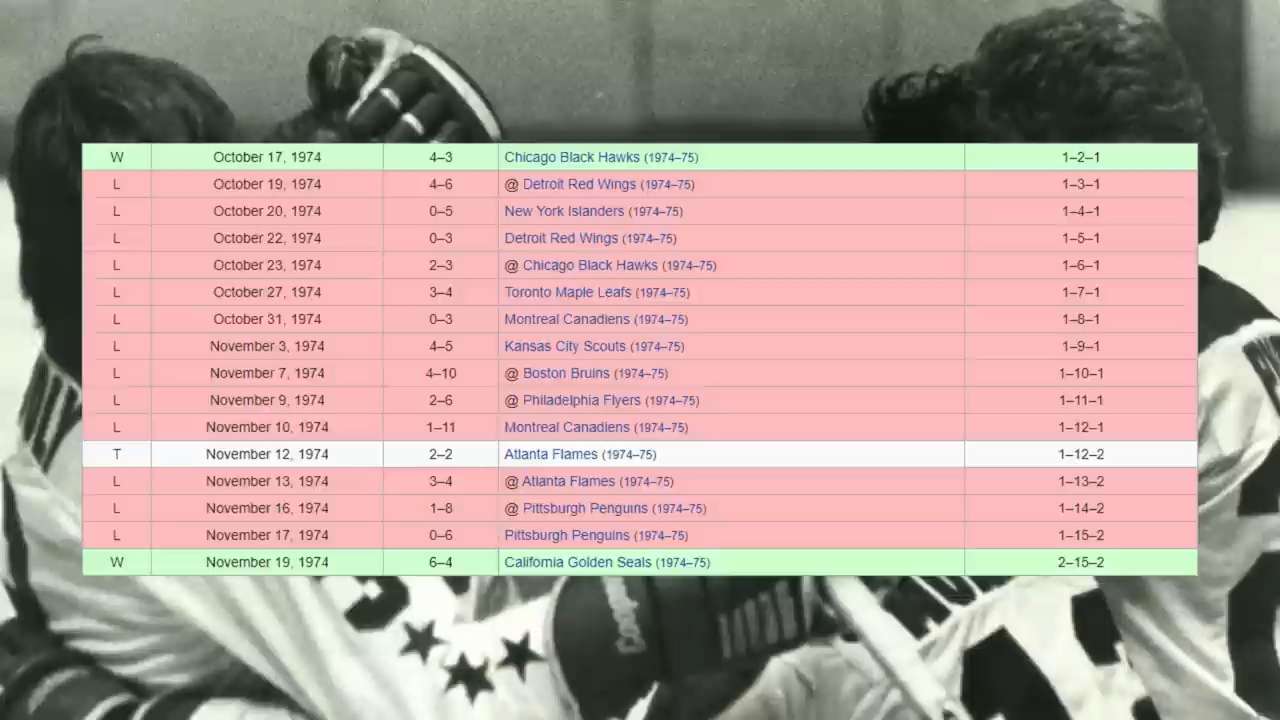 W October 17, 1974 4–3 Chicago Black Hawks (1974–75) 1–2–1
L October 19, 1974 4–6 @ Detroit Red Wings (1974–75) 1–3–1
L October 20, 1974 0–5 New York Islanders (1974–75) 1–4–1
L October 22, 1974 0–3 Detroit Red Wings (1974–75) 1–5–1
L October 23, 1974 2–3 @ Chicago Black Hawks (1974–75) 1–6–1
L October 27, 1974 3–4 Toronto Maple Leafs (1974–75) 1–7–1
L October 31, 1974 0–3 Montreal Canadiens (1974–75) 1–8–1
L November 3, 1974 4–5 Kansas City Scouts (1974–75) 1–9–1
L November 7, 1974 4–10 @ Boston Bruins (1974–75) 1–10–1
L November 9, 1974 2–6 @ Philadelphia Flyers (1974–75) 1–11–1
L November 10, 1974 1–11 Montreal Canadiens (1974–75) 1–12–1
T November 12, 1974 2–2 Atlanta Flames (1974–75) 1–12–2
L November 13, 1974 3–4 @ Atlanta Flames (1974–75) 1–13–2
L November 16, 1974 1–8 @ Pittsburgh Penguins (1974–75) 1–14–2
L November 17, 1974 0–6 Pittsburgh Penguins (1974–75) 1–15–2
W November 19, 1974 6–4 California Golden Seals (1974–75) 2–15–2